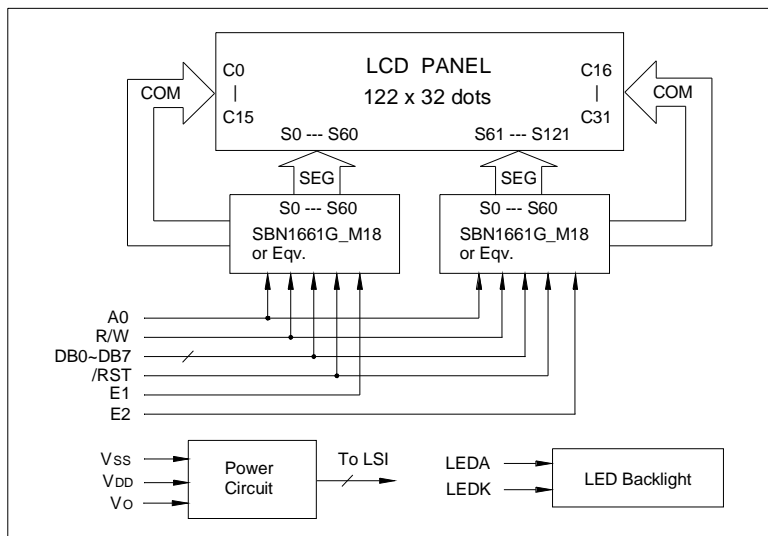 LCD PANEL
122 x 32 dots
C0
|
C15
C16
|
C31
S0 --- S60
S61 --- S121
COM
COM
SEG
SEG
S0 --- S60
SBN1661G_M18
or Eqv.
S0 --- S60
SBN1661G_M18
or Eqv.
A0
R/W
DB0~DB7
/RST
E1
E2
VSS
VDD
VO
Power
Circuit
To LSI
LEDA
LEDK
LED Backlight